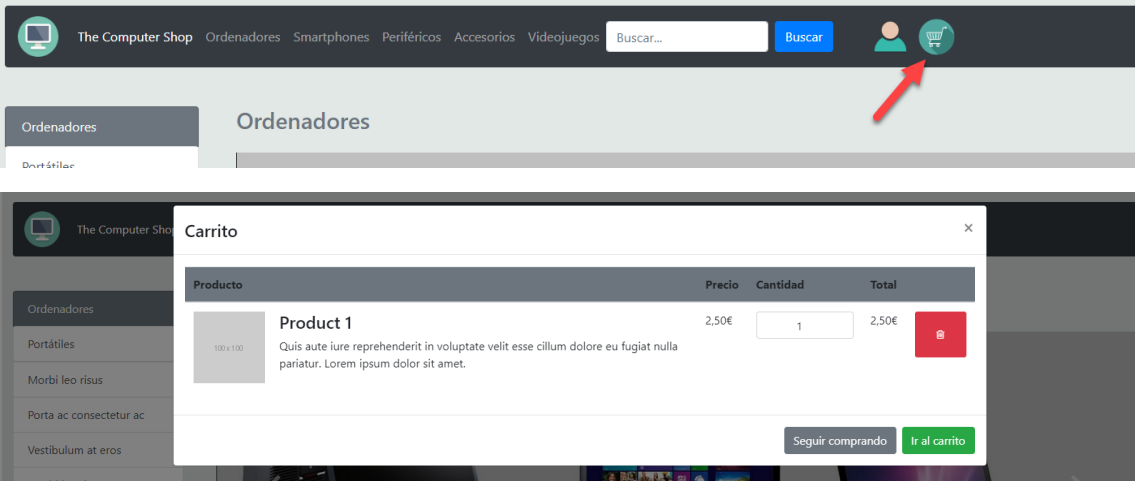 The Computer Shop Ordenadores Smartphones Periféricos Accesorios Videojuegos Buscar... Buscar
Ordenadores
Ordenadores
Portátiles
The Computer Sho
Carrito
×
Producto Precio Cantidad Total
Product 1 2,50€ 1 2,50€
100 x 100
Quis aute iure reprehenderit in voluptate velit esse cillum dolore eu fugiat nulla
pariatur. Lorem ipsum dolor sit amet.
Seguir comprando Ir al carrito
Ordenadores
Portátiles
Morbi leo risus
Porta ac consectetur ac
Vestibulum at eros